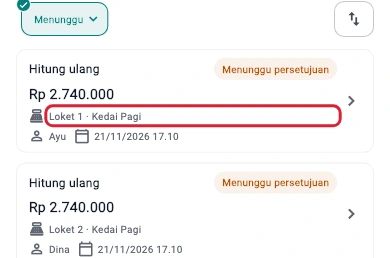 Menunggu
Hitung ulang
Menunggu persetujuan
Rp 2.740.000
Loket 1 · Kedai Pagi
Ayu 21/11/2026 17.10
Hitung ulang
Menunggu persetujuan
Rp 2.740.000
Loket 2 · Kedai Pagi
Dina 21/11/2026 17.10